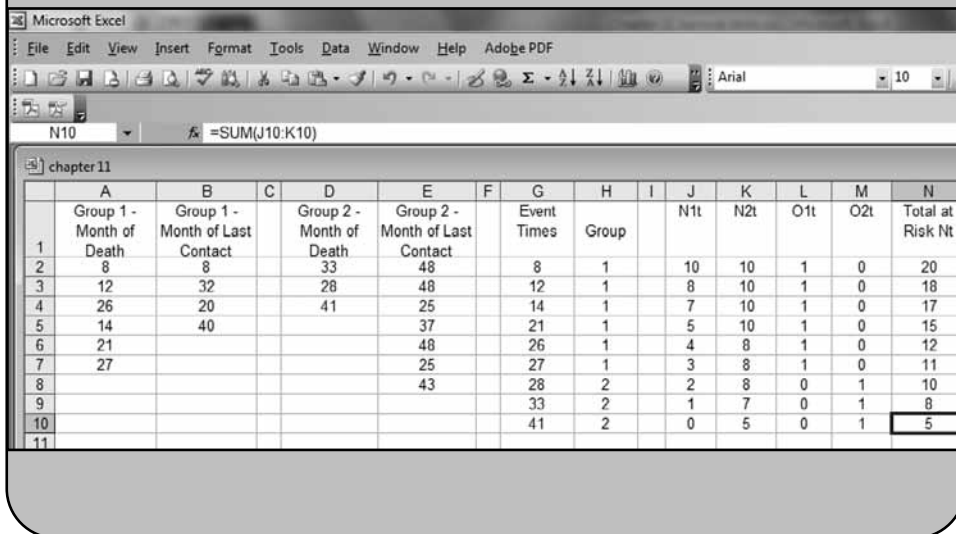 Microsoft Excel
File Edit View Insert Format Tools Data Window Help Adobe PDF
Arial 10
N10 fx =SUM(J10:K10)
chapter 11
A B C D E F G H I J K L M N
1 Group 1 - Month of Death Group 1 - Month of Last Contact Group 2 - Month of Death Group 2 - Month of Last Contact Event Times Group N1t N2t O1t O2t Total at Risk Nt
2 8 8 33 48 8 1 10 10 1 0 20
3 12 32 28 48 12 1 8 10 1 0 18
4 26 20 41 25 14 1 7 10 1 0 17
5 14 40 37 21 1 5 10 1 0 15
6 21 48 26 1 4 8 1 0 12
7 27 25 27 1 3 8 1 0 11
8 43 28 2 2 8 0 1 10
9 33 2 1 7 0 1 8
10 41 2 0 5 0 1 5
11